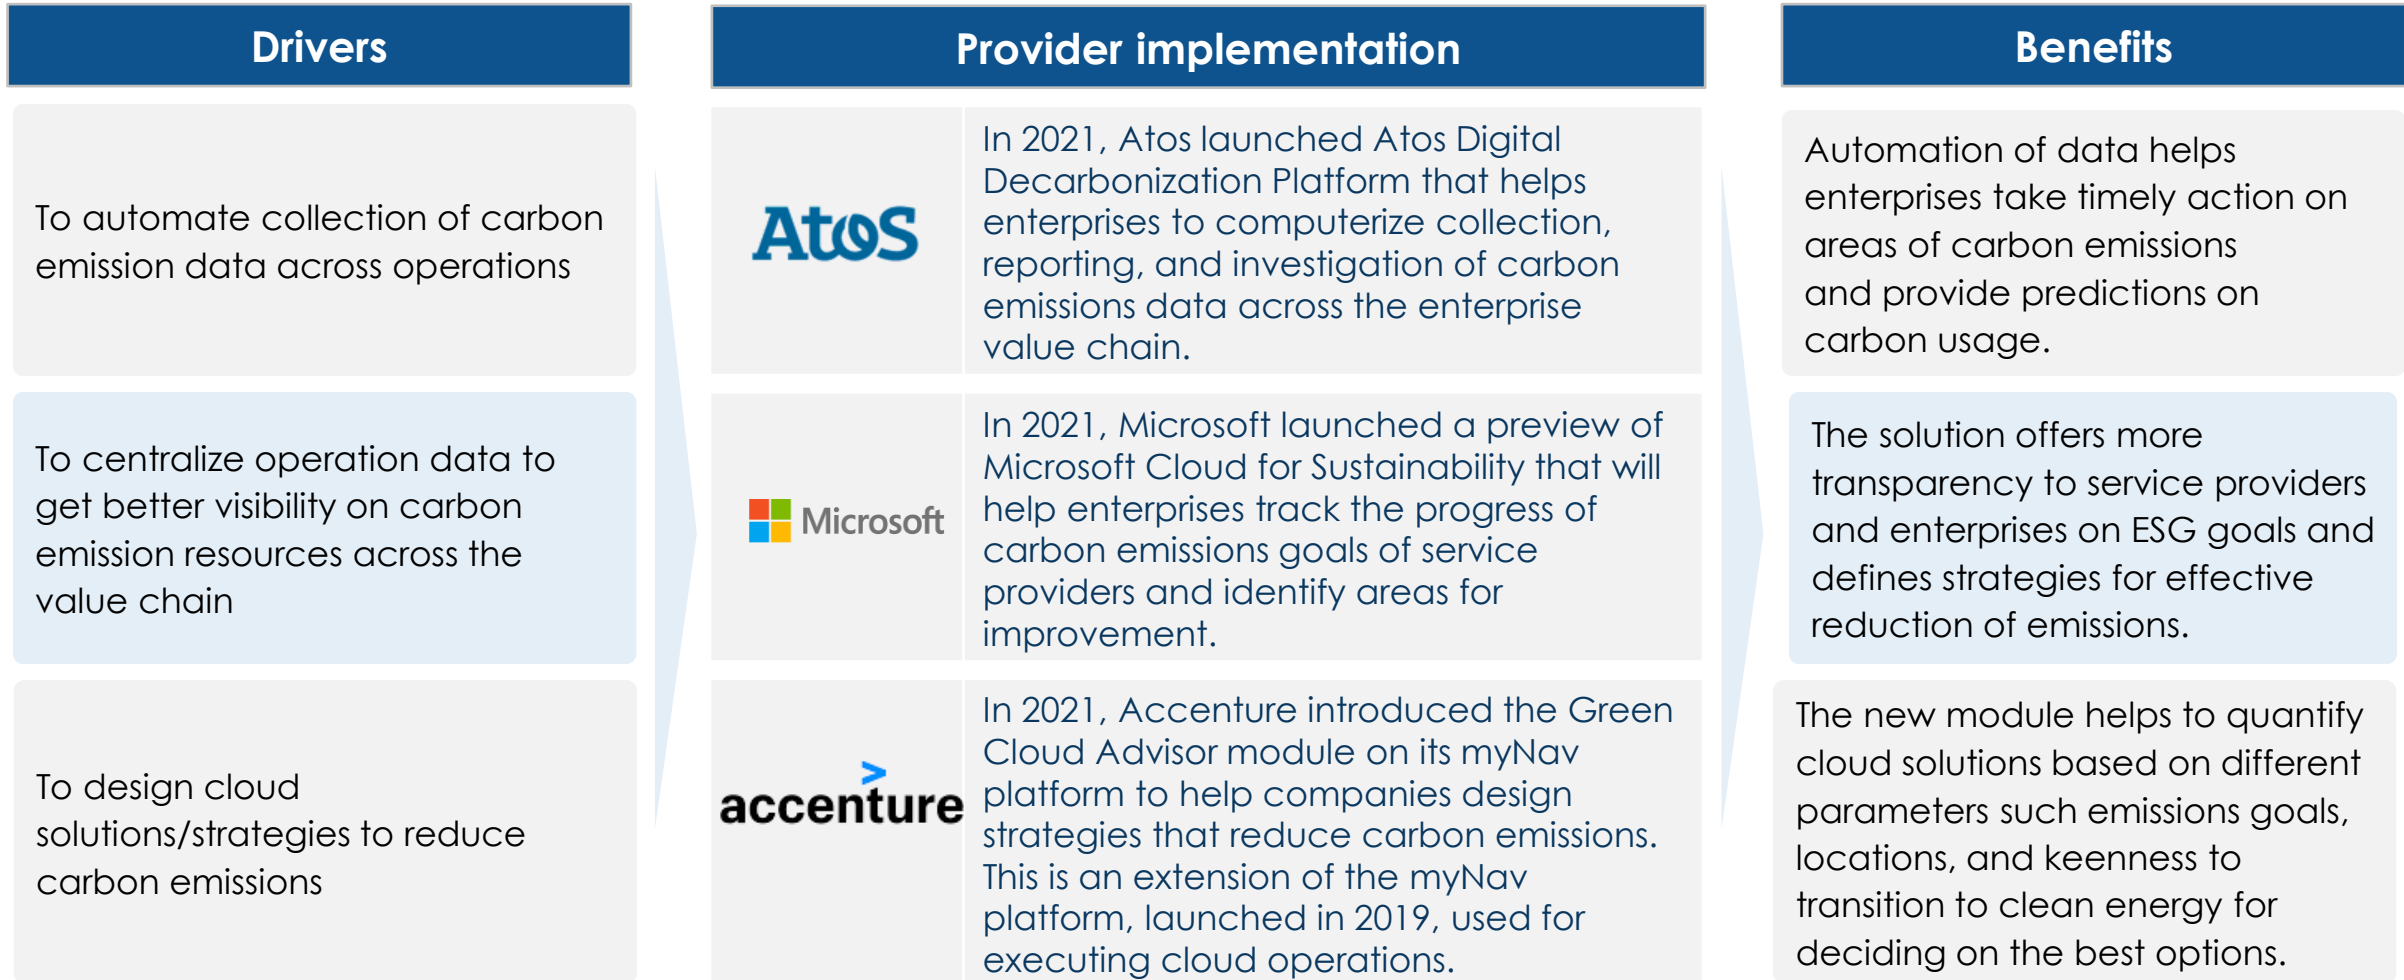 Drivers
Provider implementation
Benefits
To automate collection of carbon
emission data across operations
Atos
In 2021, Atos launched Atos Digital
Decarbonization Platform that helps
enterprises to computerize collection,
reporting, and investigation of carbon
emissions data across the enterprise
value chain.
Automation of data helps
enterprises take timely action on
areas of carbon emissions
and provide predictions on
carbon usage.
To centralize operation data to
get better visibility on carbon
emission resources across the
value chain
Microsoft
In 2021, Microsoft launched a preview of
Microsoft Cloud for Sustainability that will
help enterprises track the progress of
carbon emissions goals of service
providers and identify areas for
improvement.
The solution offers more
transparency to service providers
and enterprises on ESG goals and
defines strategies for effective
reduction of emissions.
To design cloud
solutions/strategies to reduce
carbon emissions
accenture
In 2021, Accenture introduced the Green
Cloud Advisor module on its myNav
platform to help companies design
strategies that reduce carbon emissions.
This is an extension of the myNav
platform, launched in 2019, used for
executing cloud operations.
The new module helps to quantify
cloud solutions based on different
parameters such emissions goals,
locations, and keenness to
transition to clean energy for
deciding on the best options.